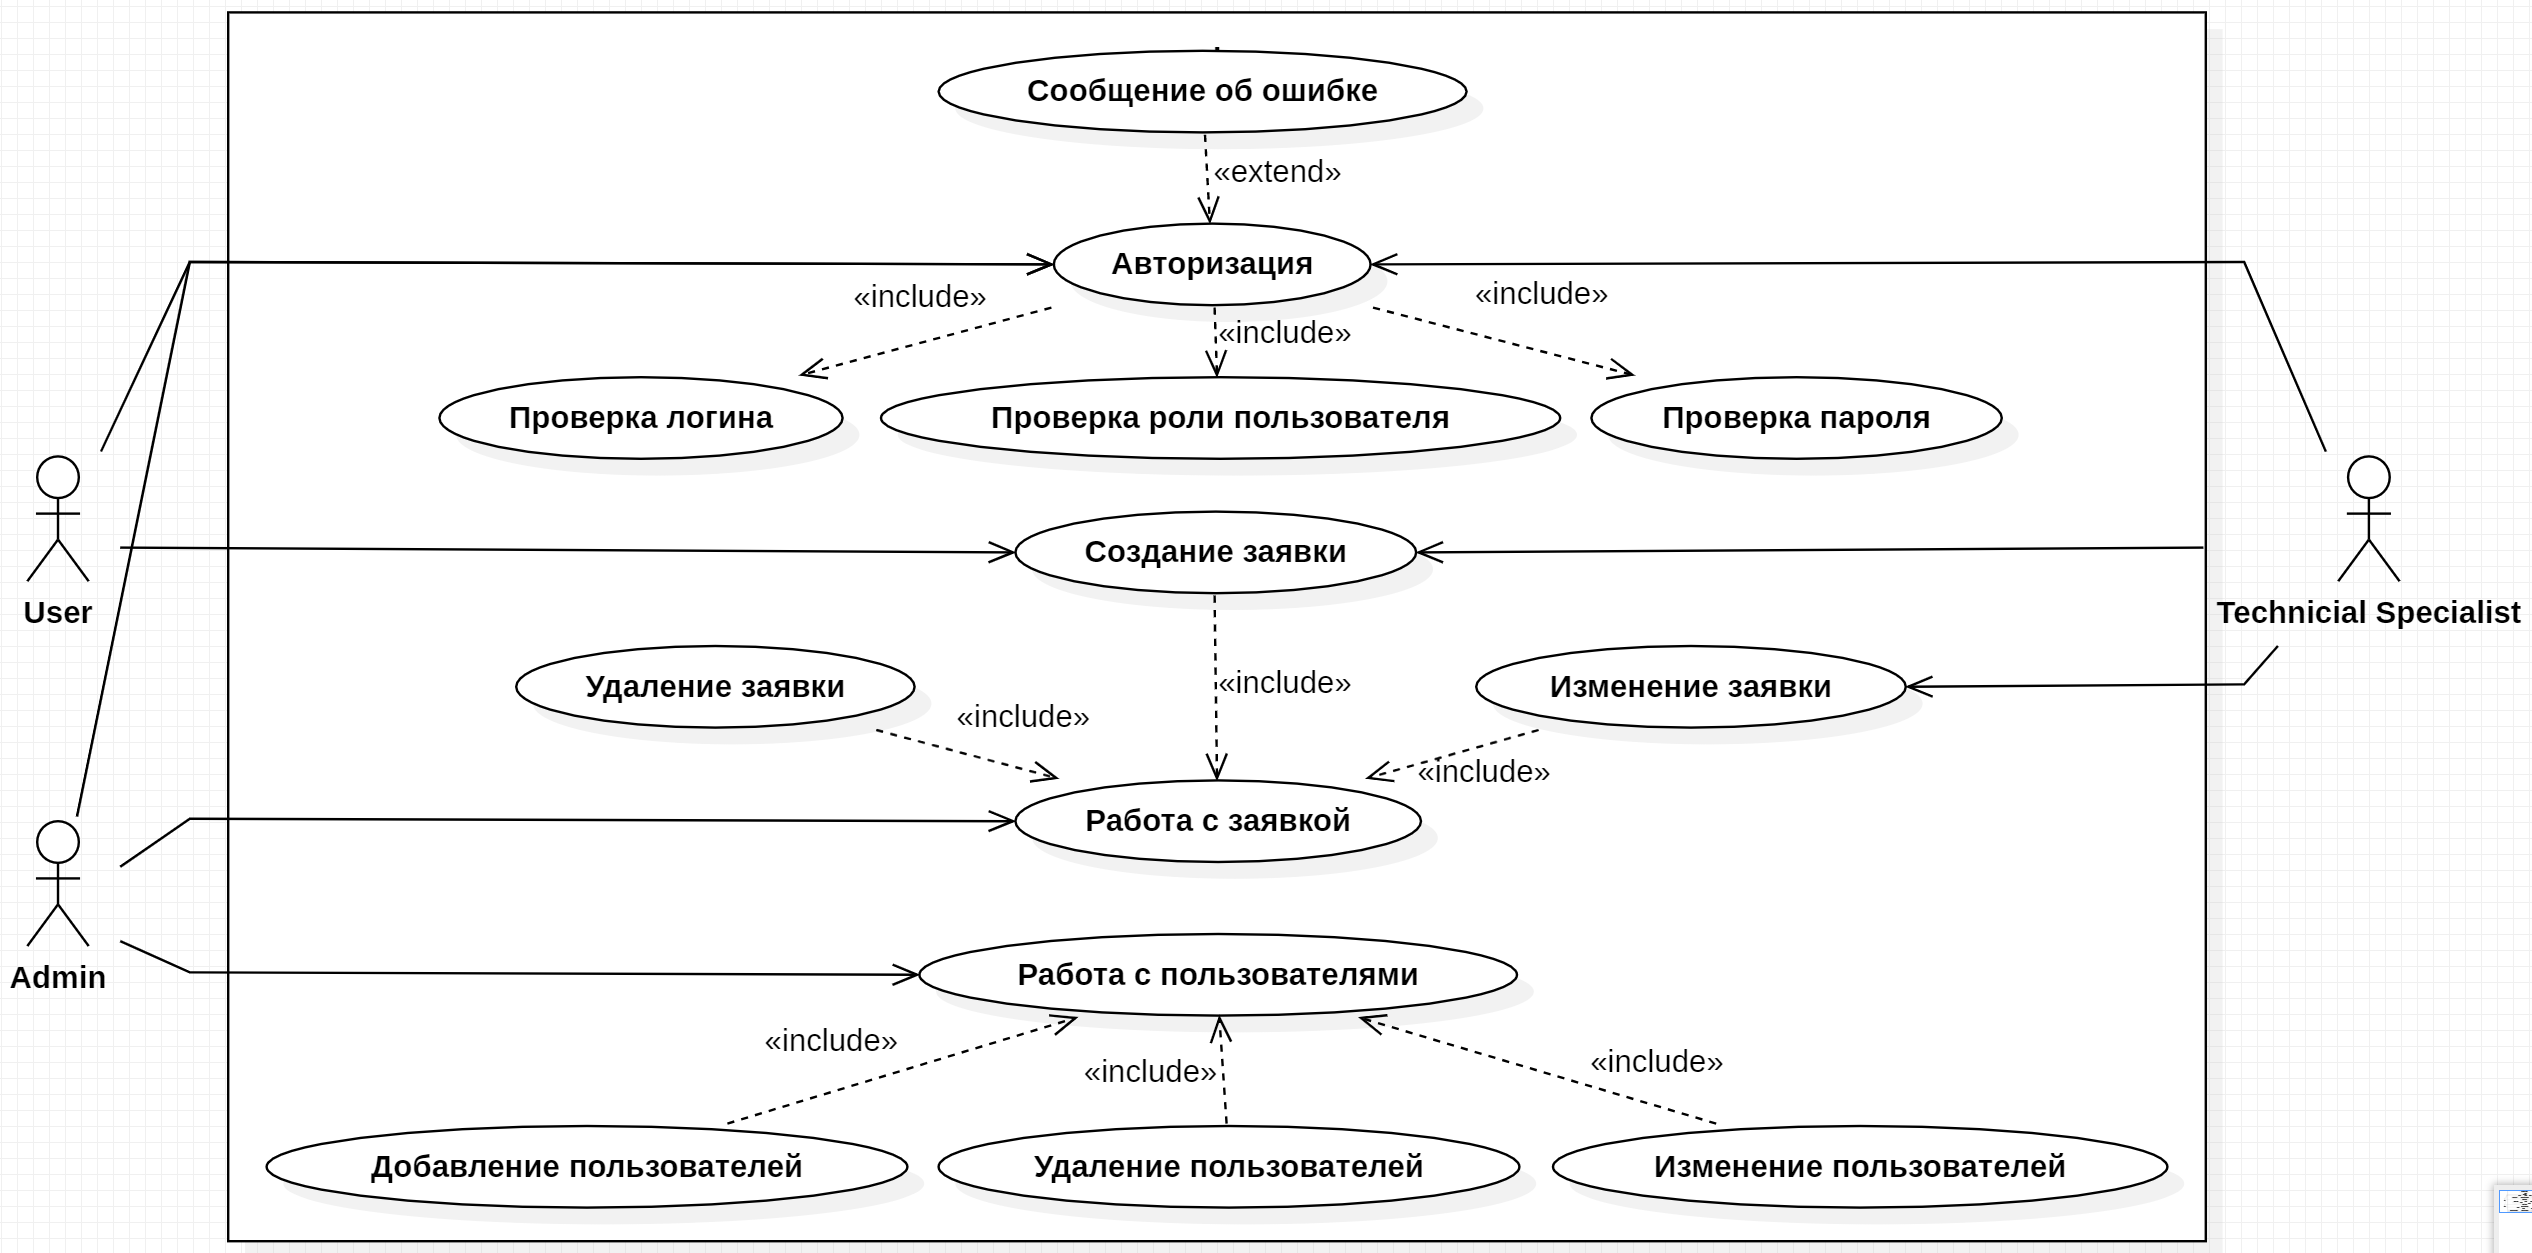 Сообщение об ошибке
«extend»
Авторизация
«include»
«include»
«include»
Проверка логина
Проверка роли пользователя
Проверка пароля
Создание заявки
User
Technicial Specialist
Удаление заявки
«include»
Изменение заявки
«include»
«include»
Работа с заявкой
Admin
Работа с пользователями
«include»
«include»
«include»
Добавление пользователей
Удаление пользователей
Изменение пользователей